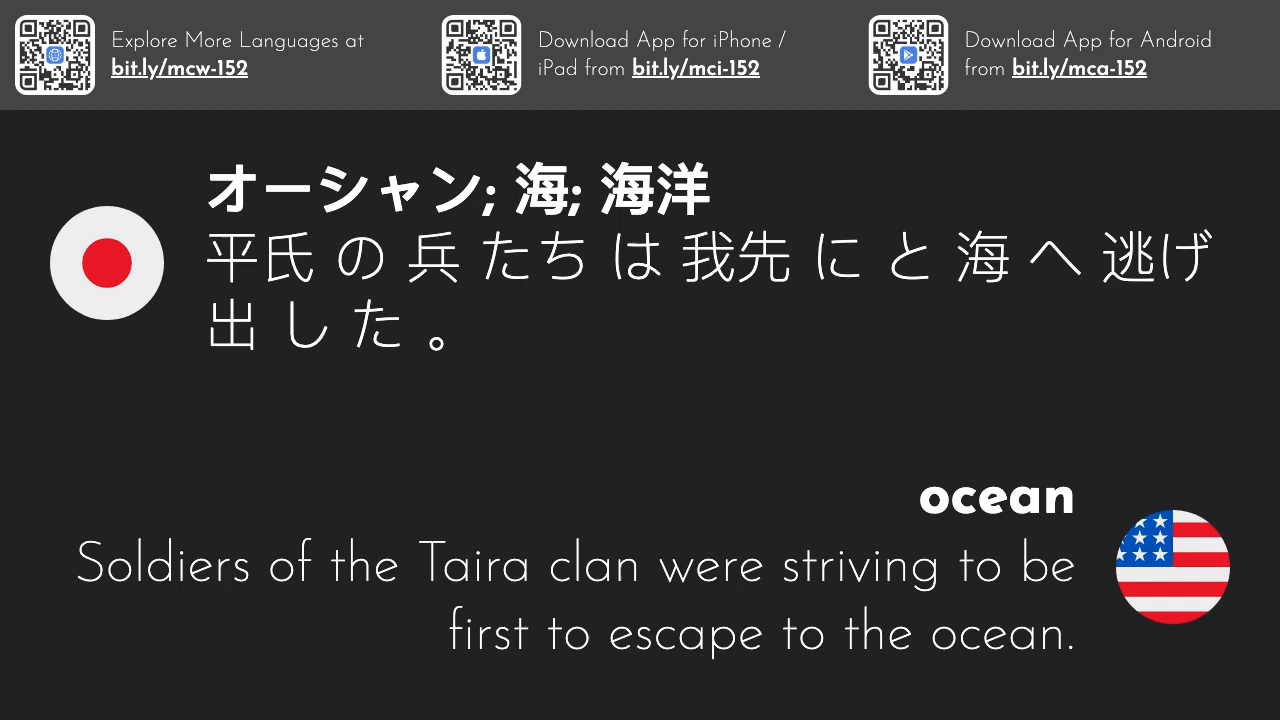 Explore More Languages at
bit.ly/mcw-152
Download App for iPhone /
iPad from bit.ly/mci-152
Download App for Android
from bit.ly/mca-152
オーシャン; 海; 海洋
平氏 の 兵 たち は 我先 に と 海 へ 逃げ
出 し た 。
ocean
Soldiers of the Taira clan were striving to be
first to escape to the ocean.